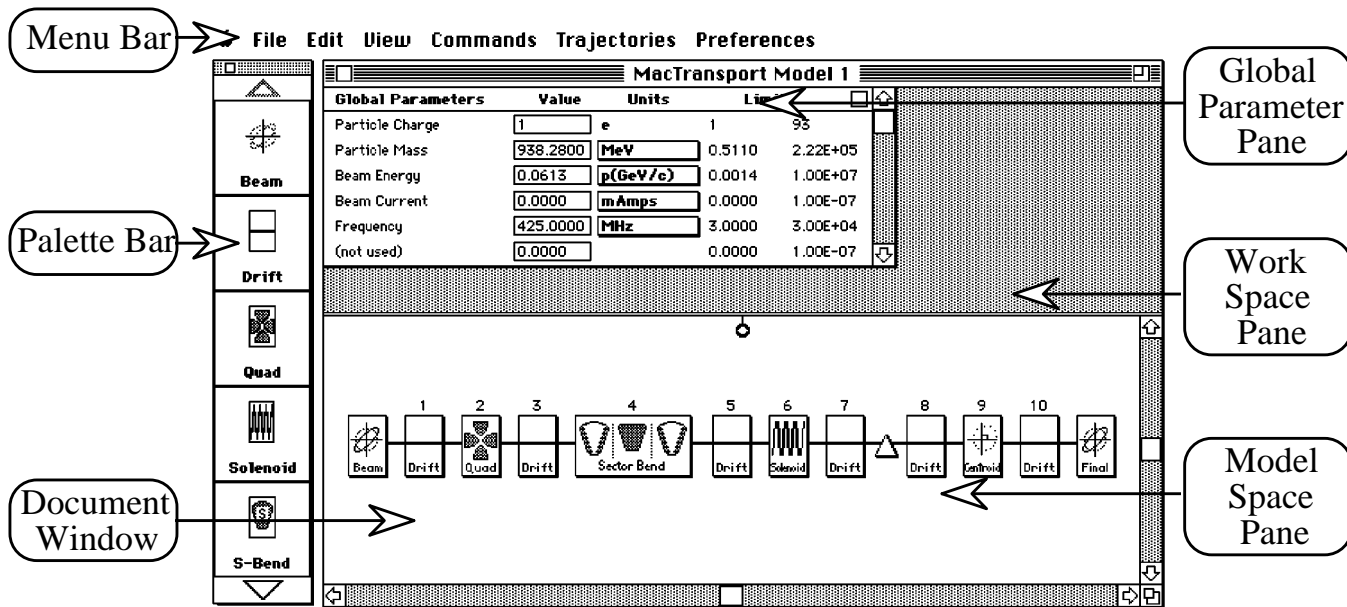 Menu Bar
File Edit View Commands Trajectories Preferences
MacTransport Model 1
Global Parameters Value Units
Particle Charge 1 e 1 93
Particle Mass 938.2800 MeV 0.5110 2.22E+05
Beam Energy 0.0613 p(GeV/c) 0.0014 1.00E+07
Beam Current 0.0000 mAmps 0.0000 1.00E-07
Frequency 425.0000 MHz 3.0000 3.00E+04
(not used) 0.0000 0.0000 1.00E-07
Global
Parameter
Pane
Beam
Palette Bar
Drift
Quad
Solenoid
S
S-Bend
Work
Space
Pane
1 2 3 4 5 6 7 8 9 10
Beam Drift Quad Drift Sector Bend Drift Solenoid Drift Drift Centroid Drift Final
Document
Window
Model
Space
Pane